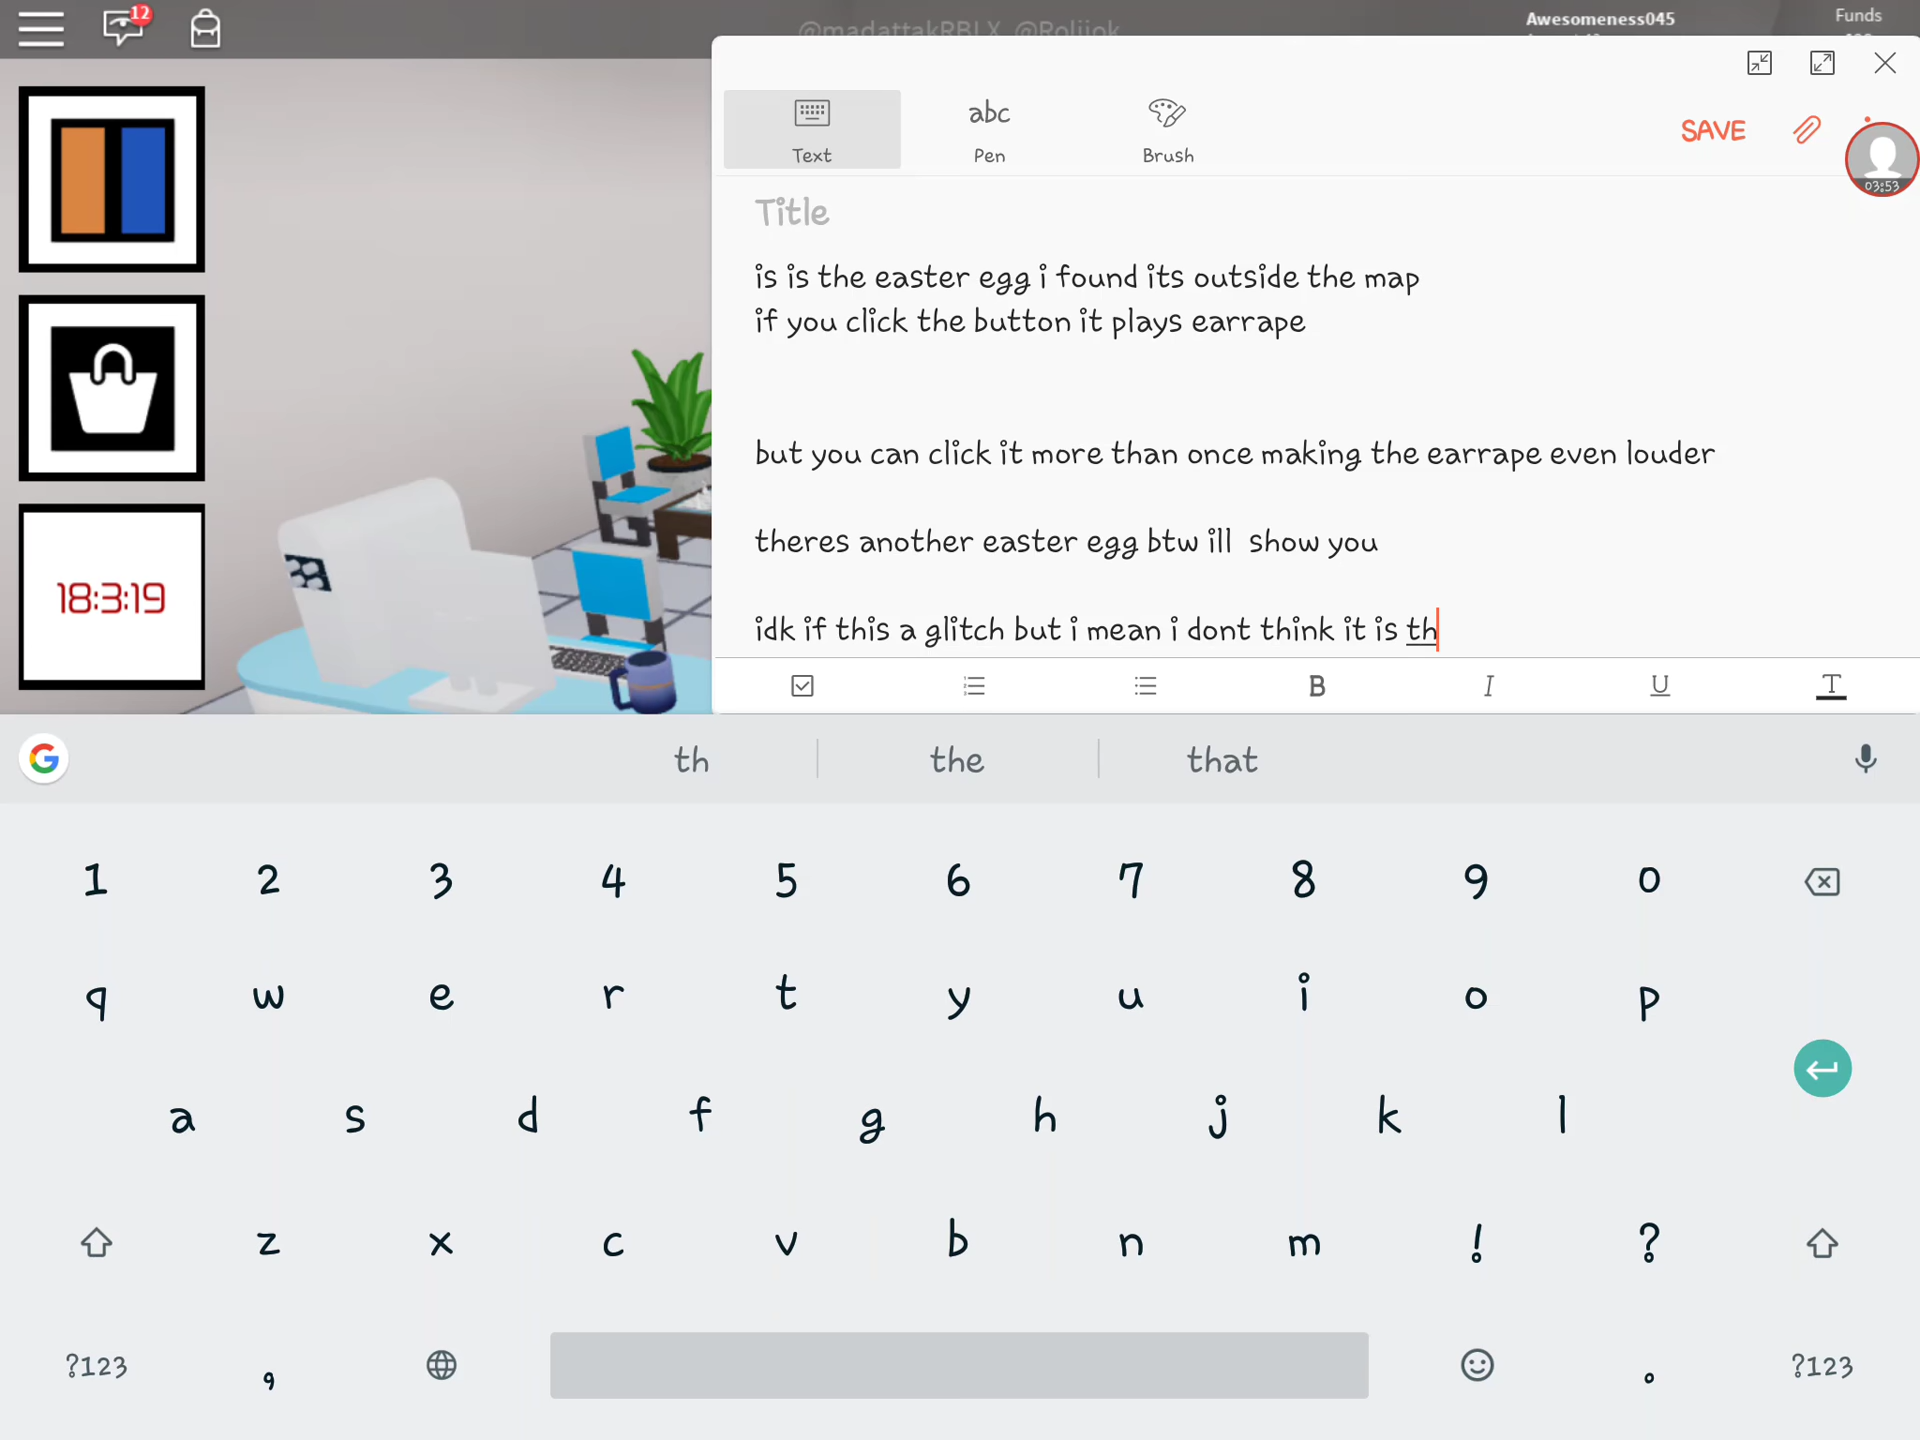 12
@madattakRBLX @Rolijok
Awesomeness045
Funds
18:3:19
Text
abc
Pen
Brush
SAVE
03:53
Title
is is the easter egg i found its outside the map
if you click the button it plays earrape
but you can click it more than once making the earrape even louder
theres another easter egg btw ill  show you
idk if this a glitch but i mean i dont think it is th
B I U T
G th the that
1 2 3 4 5 6 7 8 9 0
q w e r t y u i o p
a s d f g h j k l
z x c v b n m ! ?
?123 , . ?123